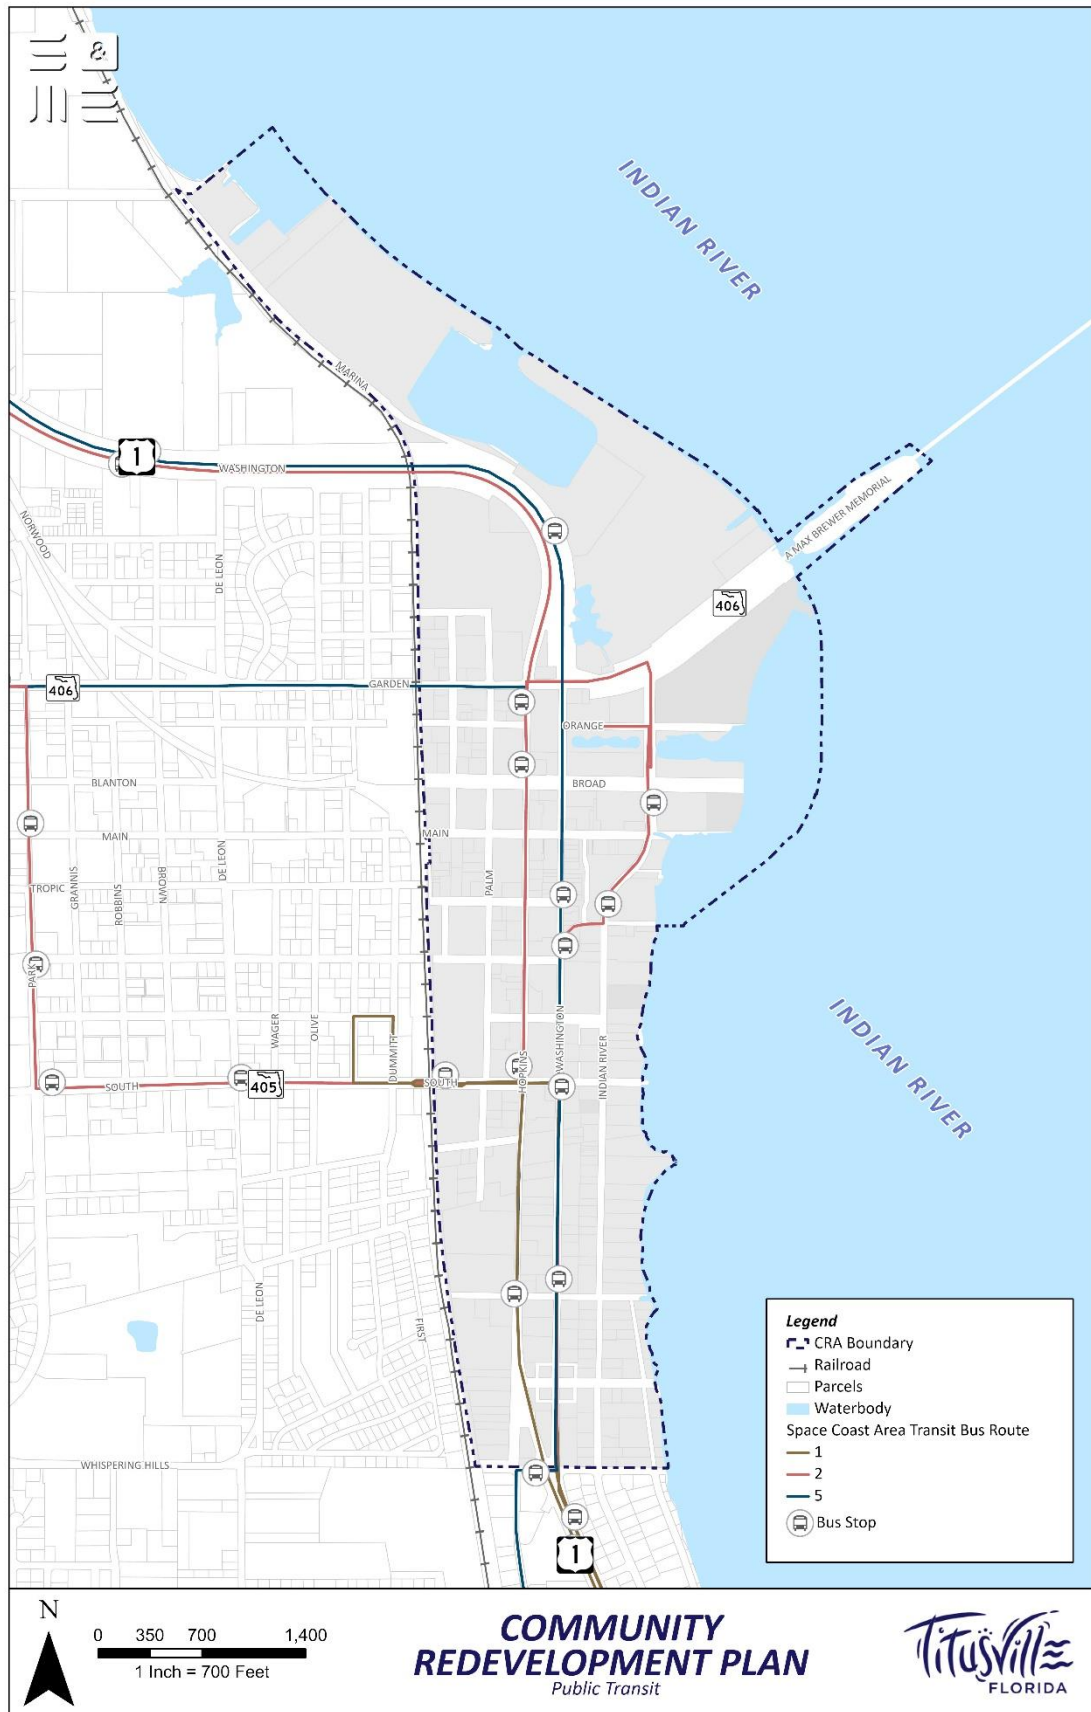 &
INDIAN RIVER
MARINA
1
WASHINGTON
NORWOOD
DE LEON
A MAX BREWER MEMORIAL
406
GARDEN
406
ORANGE
BLANTON
BROAD
MAIN
MAIN
DE LEON
TROPIC
GRANNIS
ROBBINS
BROWN
PALM
PARK
INDIAN RIVER
WAGER
OLIVE
DUMMIT
HOPKINS
WASHINGTON
INDIAN RIVER
SOUTH
405
SOUTH
DE LEON
FIRST
WHISPERING HILLS
1
Legend
CRA Boundary
Railroad
Parcels
Waterbody
Space Coast Area Transit Bus Route
1
2
5
Bus Stop
N
0 350 700 1,400
1 Inch = 700 Feet
COMMUNITY
REDEVELOPMENT PLAN
Public Transit
TITUSVILLE
FLORIDA